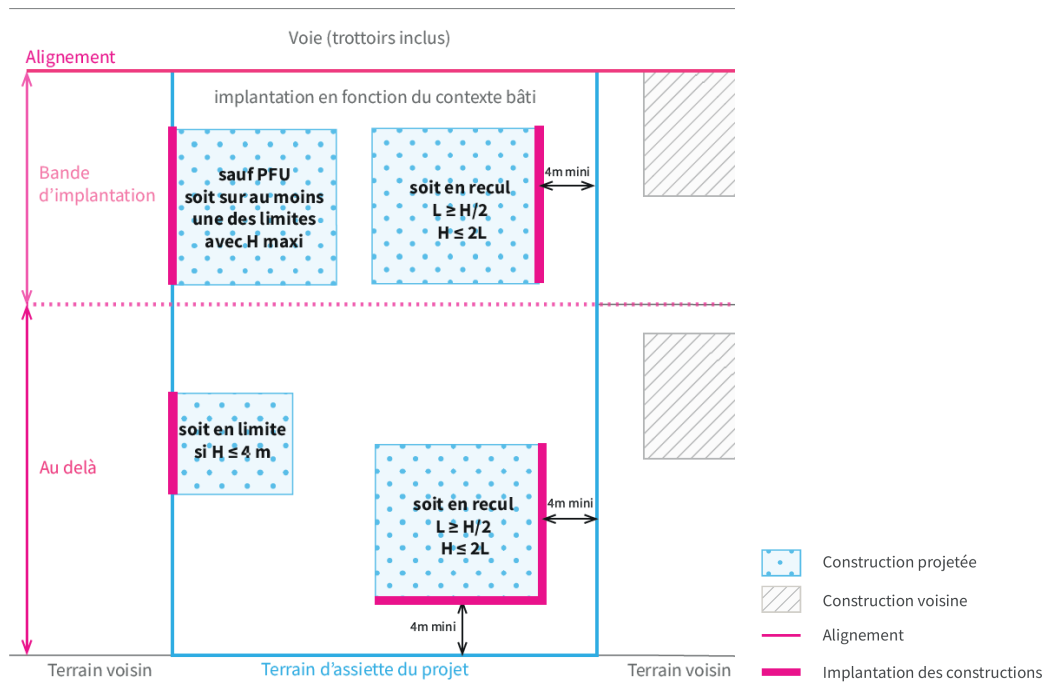 Voie (trottoirs inclus)
Alignement
implantation en fonction du contexte bâti
Bande
d’implantation
sauf PFU
soit sur au moins
une des limites
avec H maxi
soit en recul
L ≥ H/2
H ≤ 2L
4m mini
Au delà
soit en limite
si H ≤ 4 m
soit en recul
L ≥ H/2
H ≤ 2L
4m mini
4m mini
Terrain voisin
Terrain d’assiette du projet
Terrain voisin
Construction projetée
Construction voisine
Alignement
Implantation des constructions